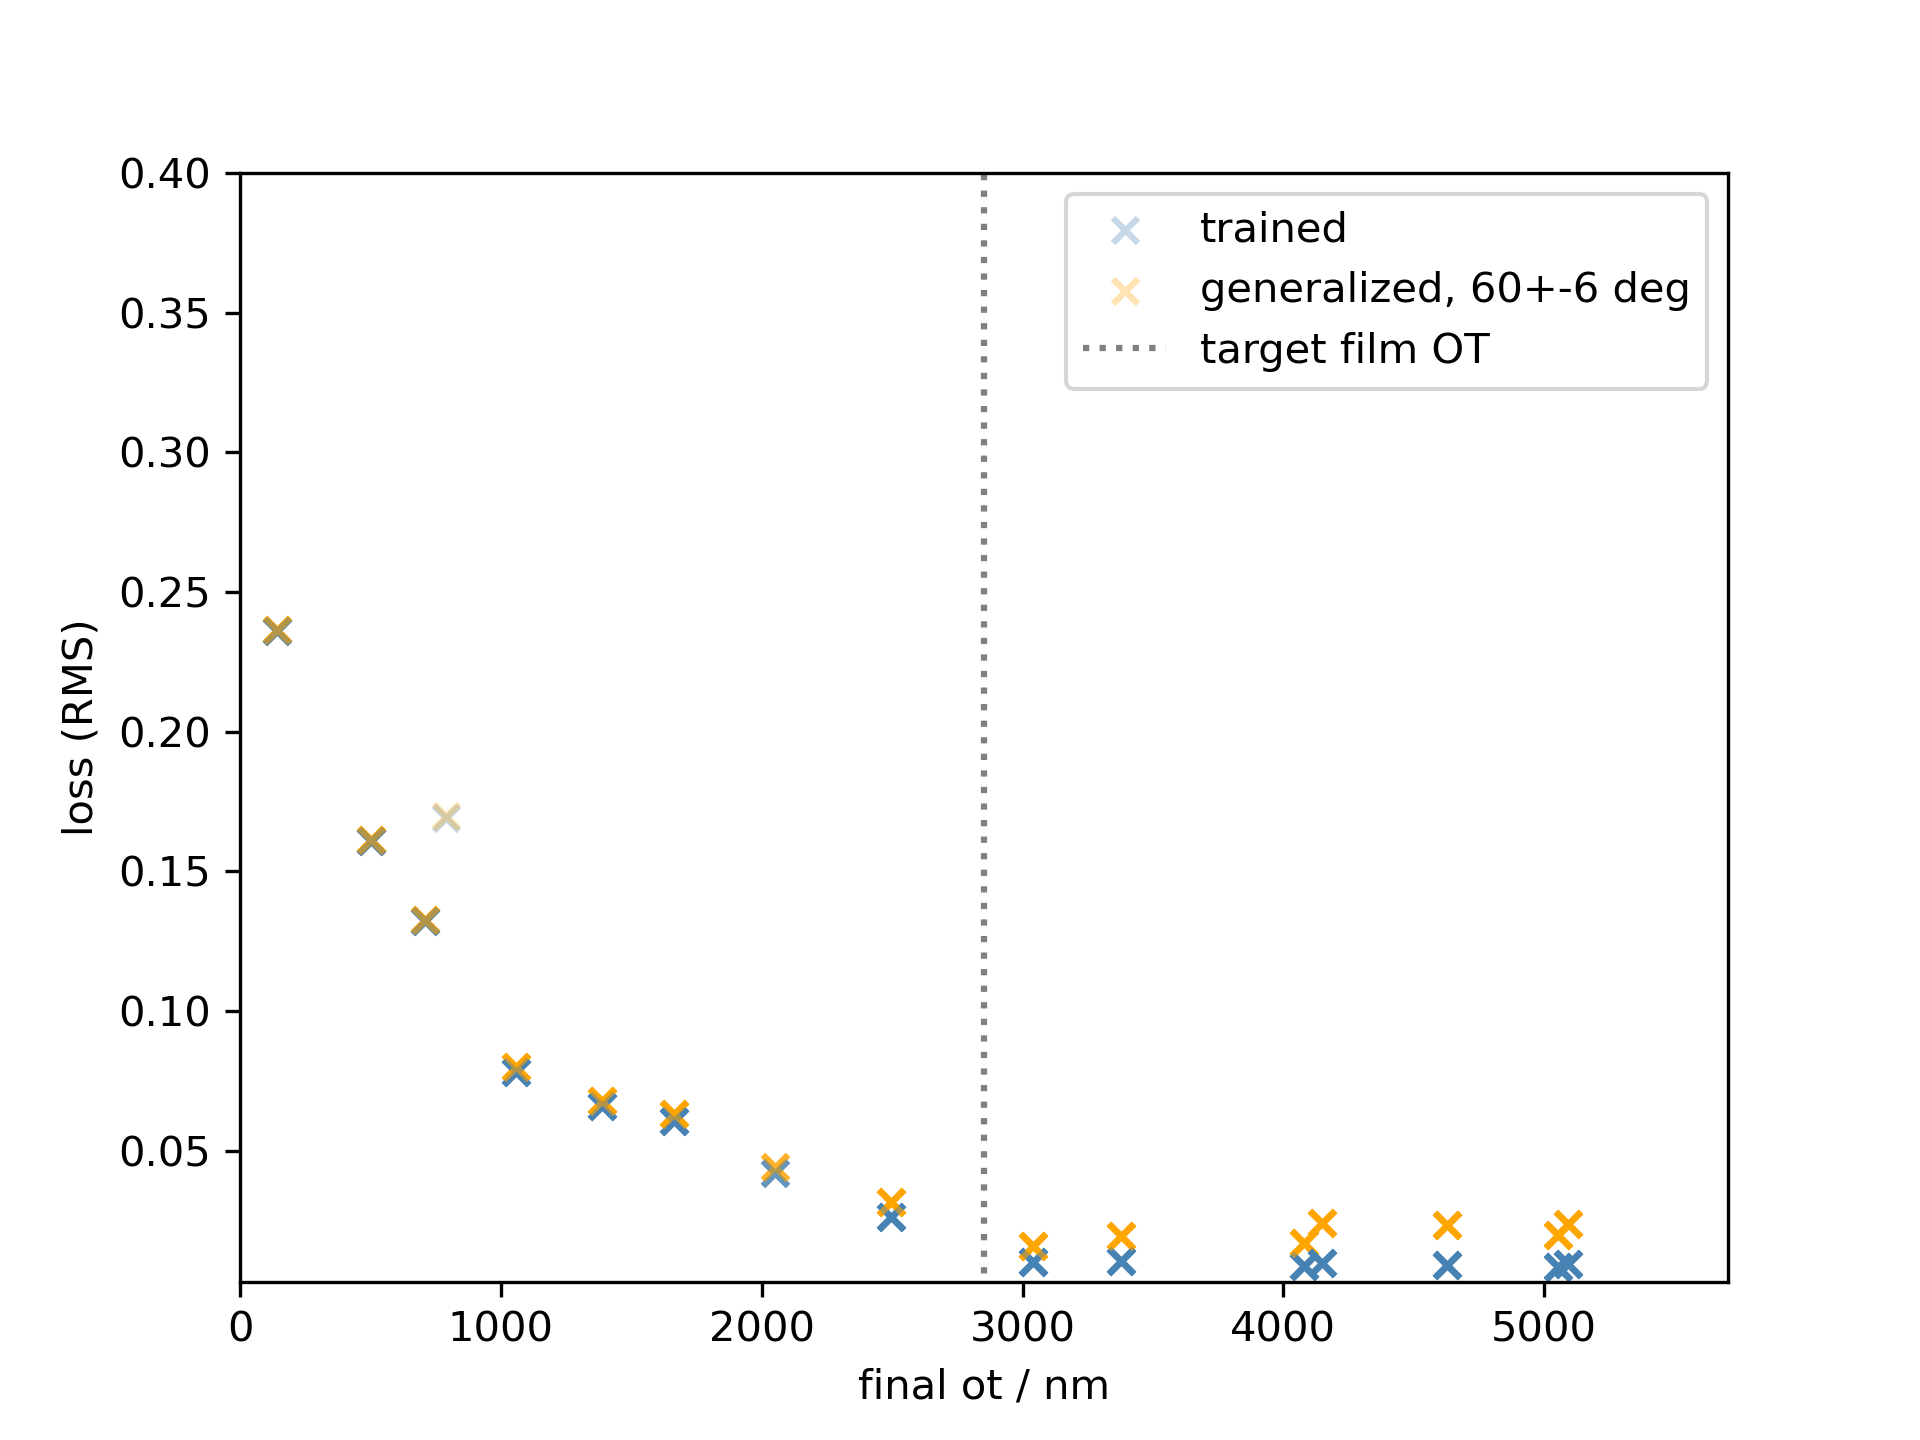 0.40
0.35
0.30
0.25
0.20
0.15
0.10
0.05
loss (RMS)
trained
generalized, 60+-6 deg
target film OT
0 1000 2000 3000 4000 5000
final ot / nm